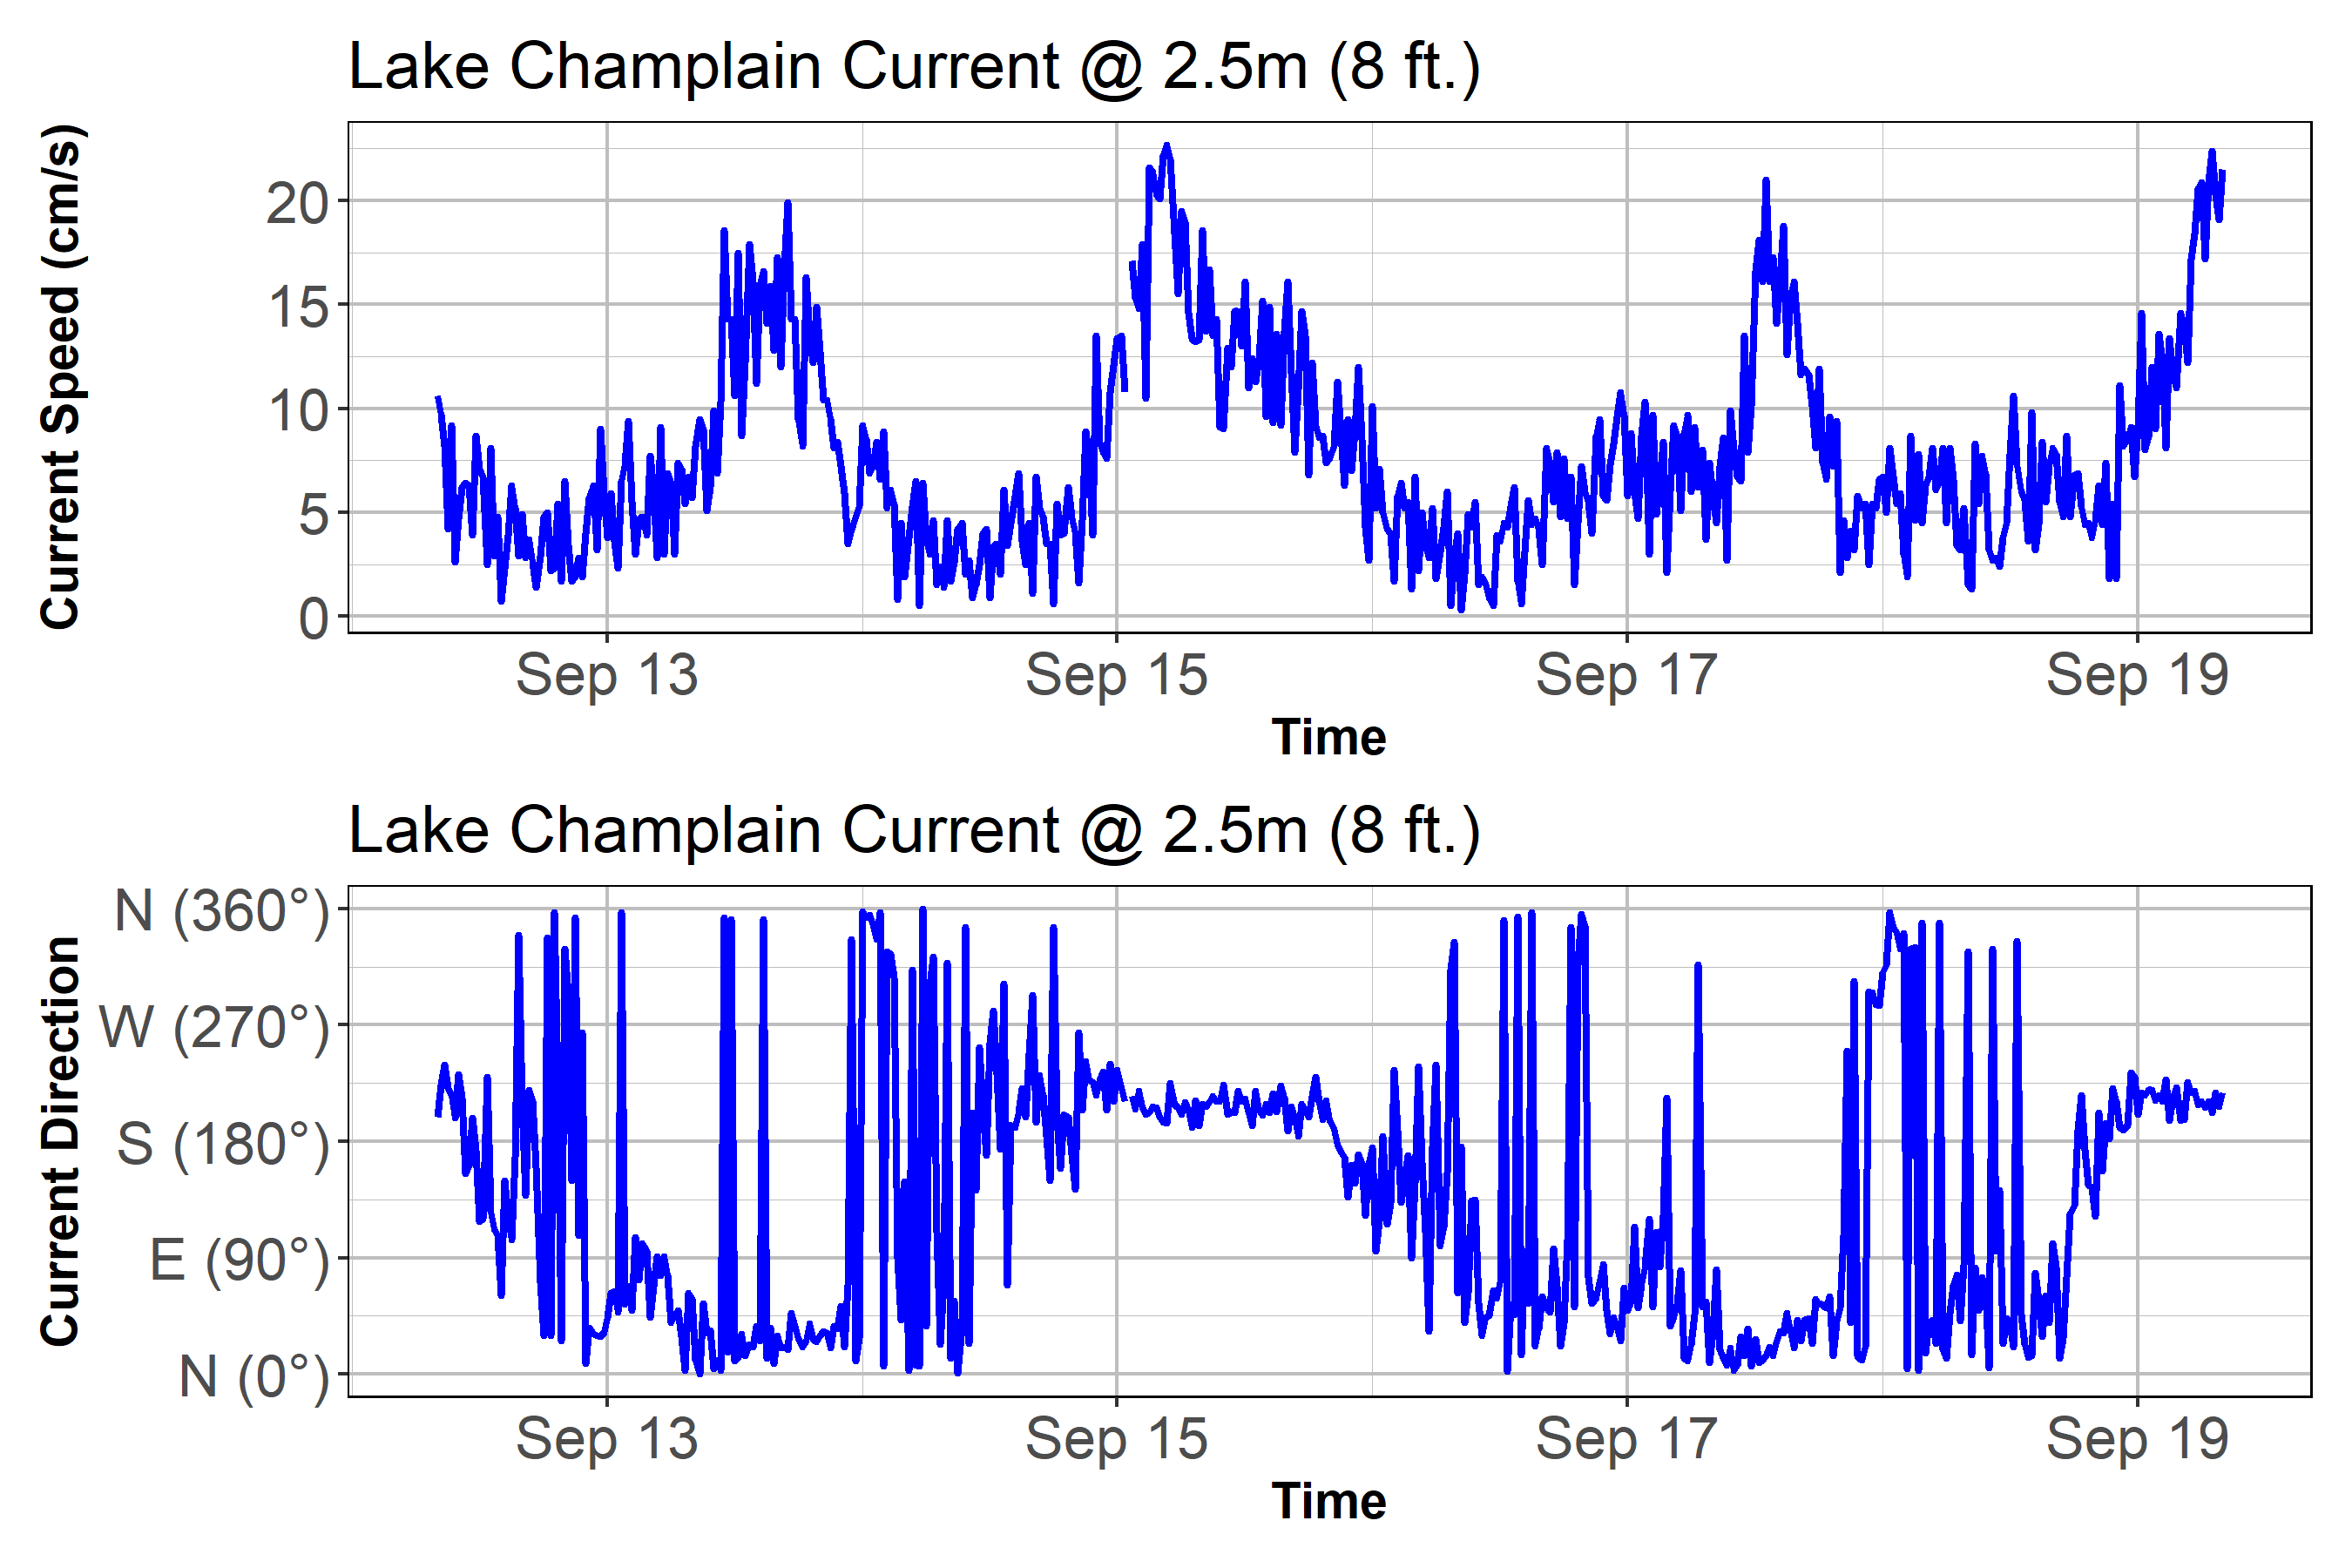 Lake Champlain Current @ 2.5m (8 ft.)
Current Speed (cm/s)
20
15
10
5
0
Sep 13 Sep 15 Sep 17 Sep 19
Time
Lake Champlain Current @ 2.5m (8 ft.)
Current Direction
N (360°)
W (270°)
S (180°)
E (90°)
N (0°)
Sep 13 Sep 15 Sep 17 Sep 19
Time